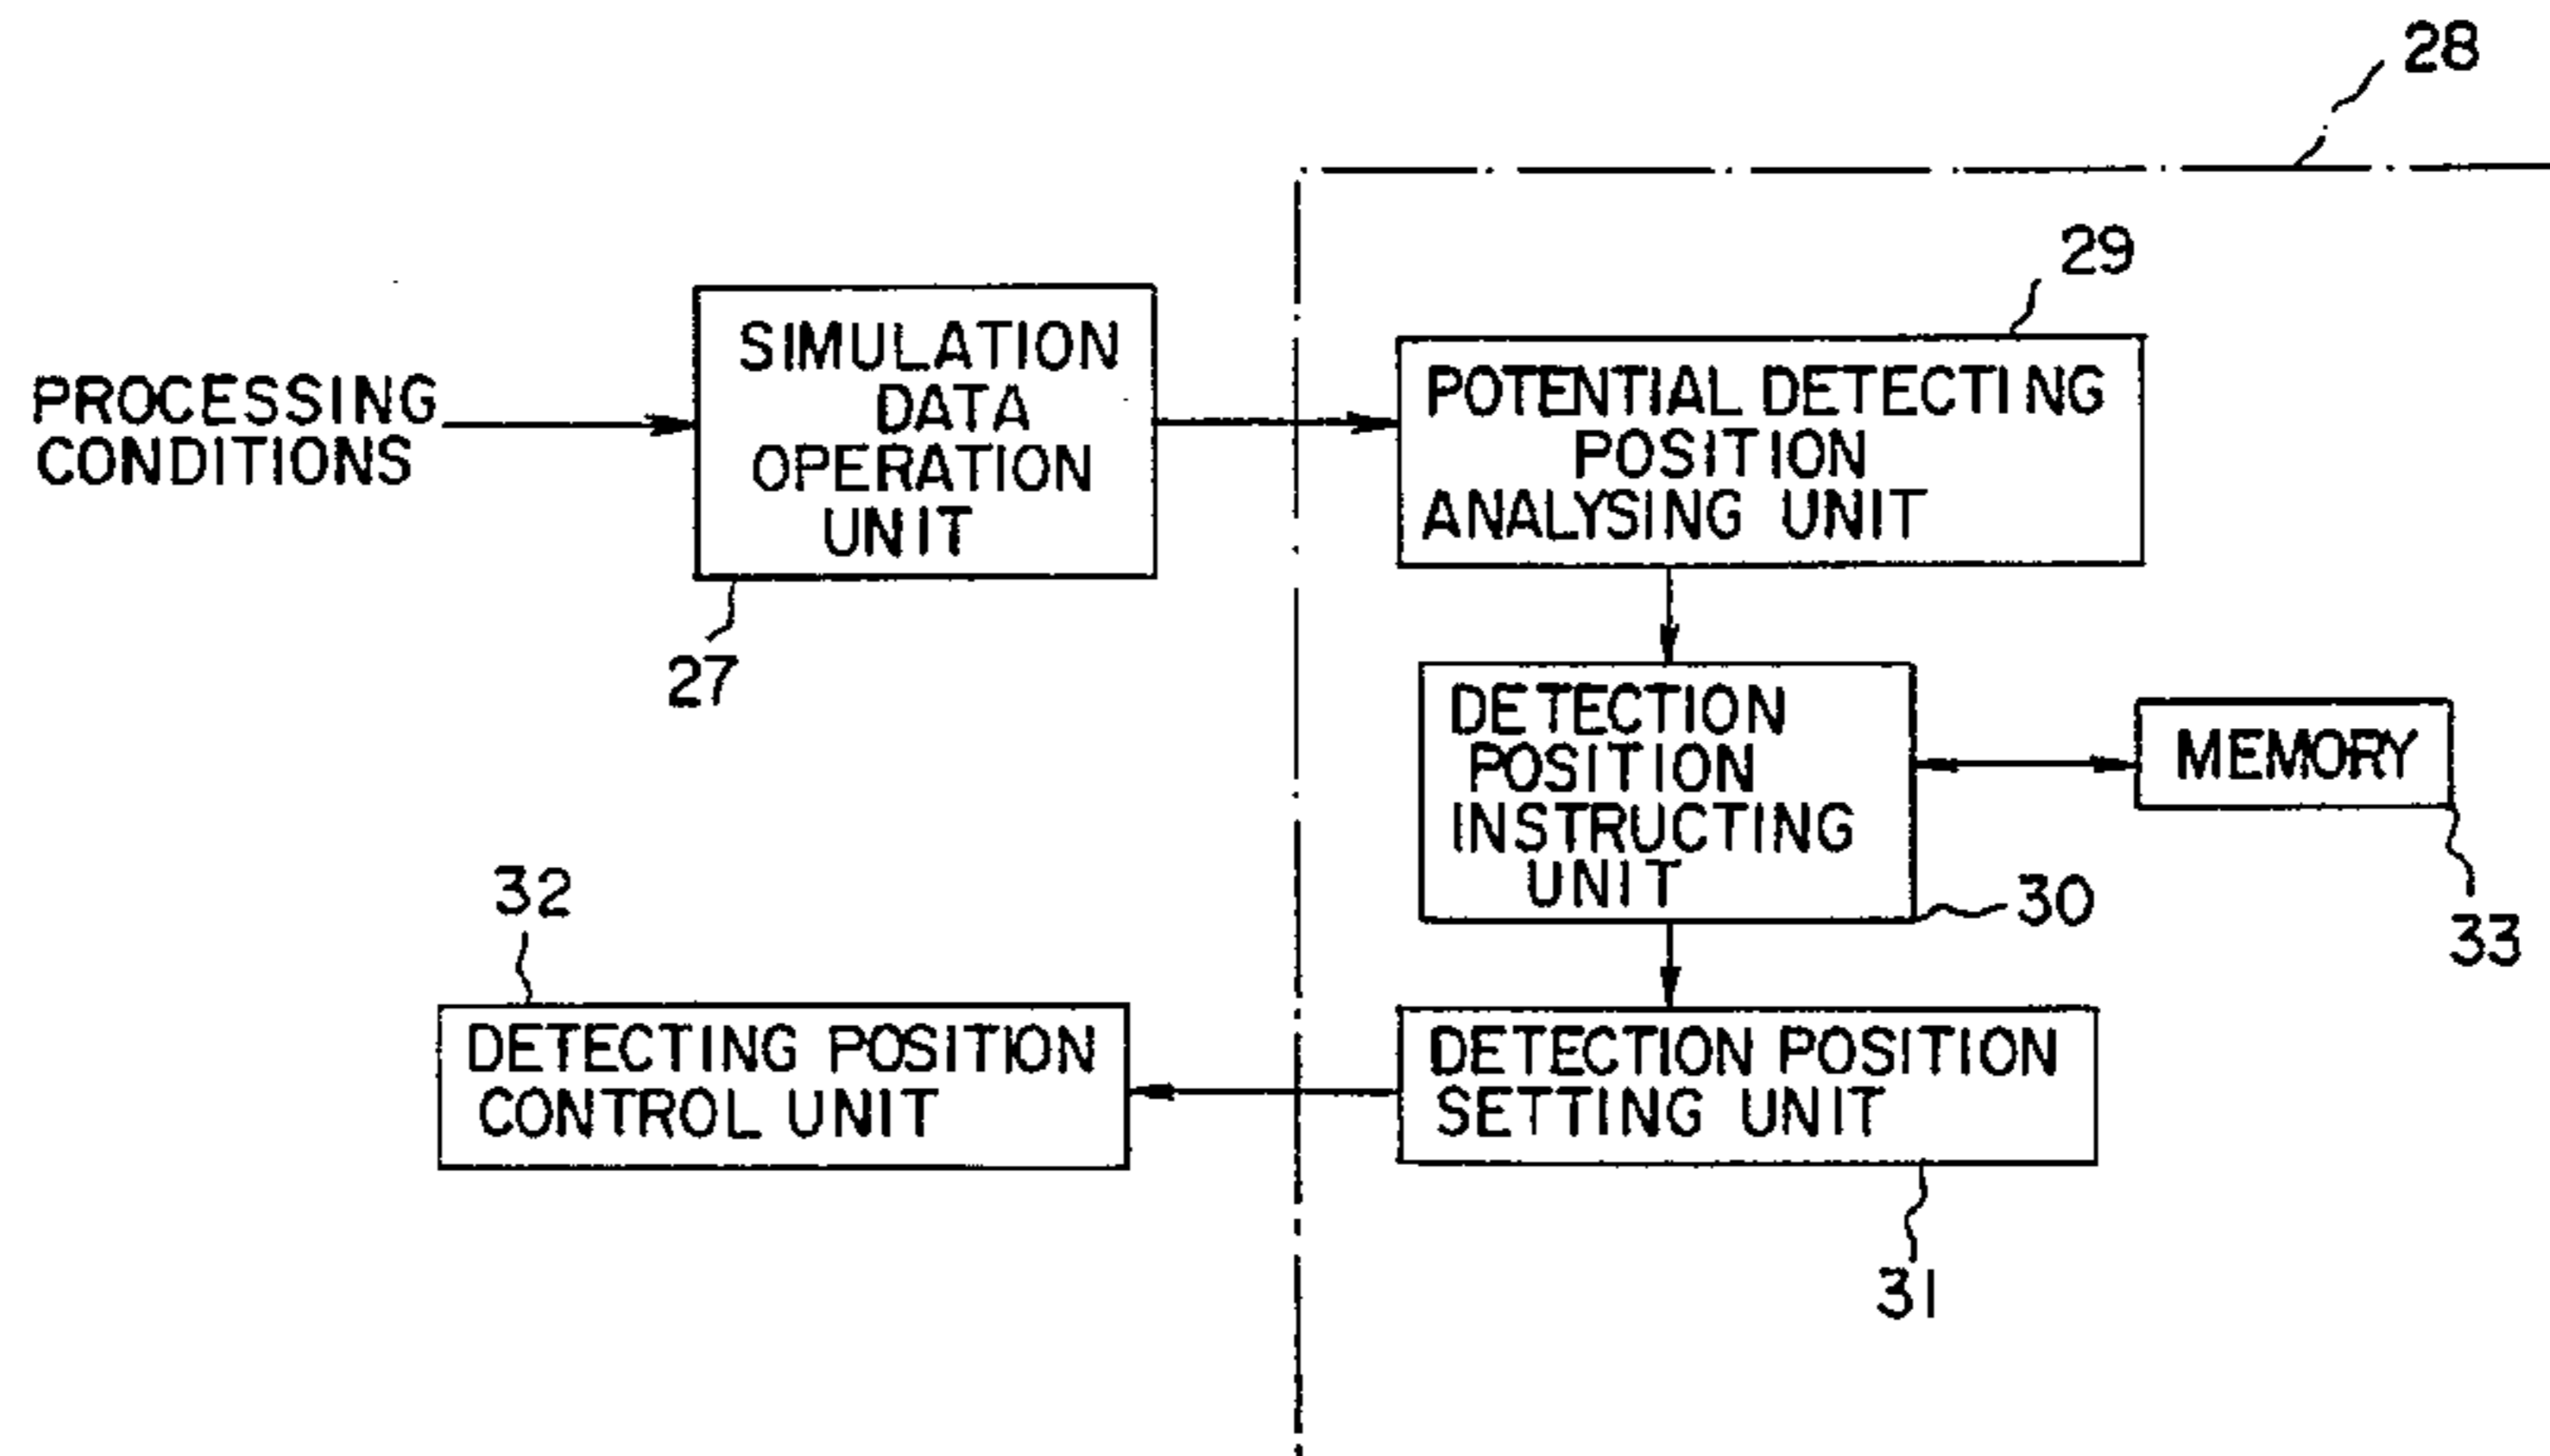 28
29
SIMULATION
DATA
OPERATION
UNIT
PROCESSING
CONDITIONS
POTENTIAL DETECTING
POSITION
ANALYSING UNIT
27
DETECTION
POSITION
INSTRUCTING
UNIT
MEMORY
30
33
32
DETECTING POSITION
CONTROL UNIT
DETECTION POSITION
SETTING UNIT
31